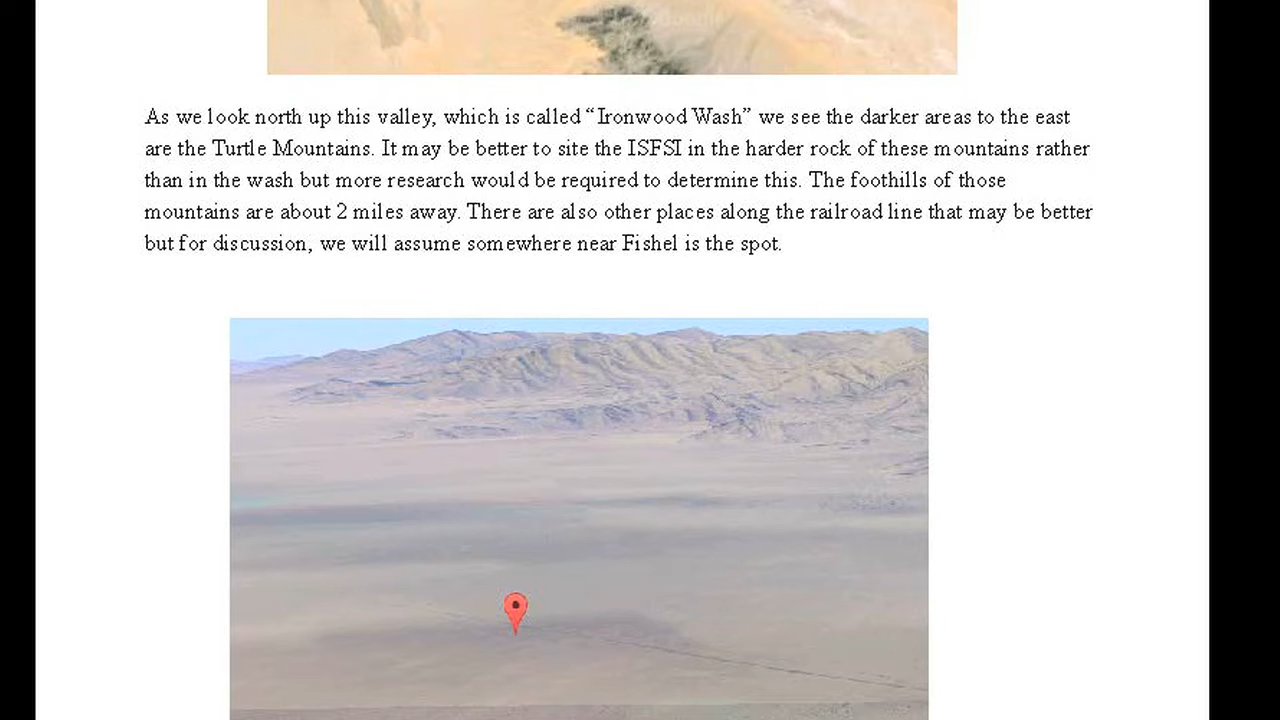 As we look north up this valley, which is called “Ironwood Wash” we see the darker areas to the east
are the Turtle Mountains. It may be better to site the ISFSI in the harder rock of these mountains rather
than in the wash but more research would be required to determine this. The foothills of those
mountains are about 2 miles away. There are also other places along the railroad line that may be better
but for discussion, we will assume somewhere near Fishel is the spot.